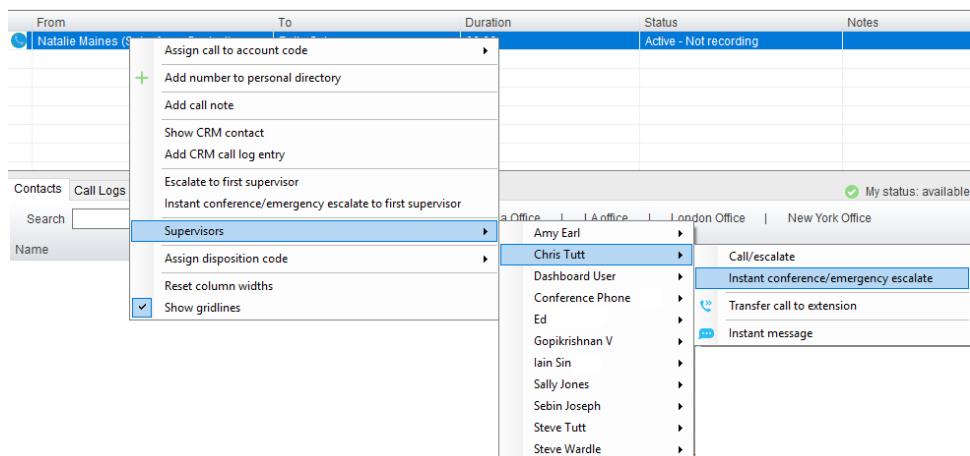 From To Duration Status Notes
Natalie Maines Active - Not recording
Assign call to account code
Add number to personal directory
Add call note
Show CRM contact
Add CRM call log entry
Contacts Call Logs Escalate to first supervisor My status: available
Search Instant conference/emergency escalate to first supervisor Office | LA office | London Office | New York Office
Name Supervisors Amy Earl
Assign disposition code Chris Tutt Call/escalate
Reset column widths Dashboard User Instant conference/emergency escalate
Show gridlines Conference Phone Transfer call to extension
Ed
Gopikrishnan V Instant message
Iain Sin
Sally Jones
Sebin Joseph
Steve Tutt
Steve Wardle